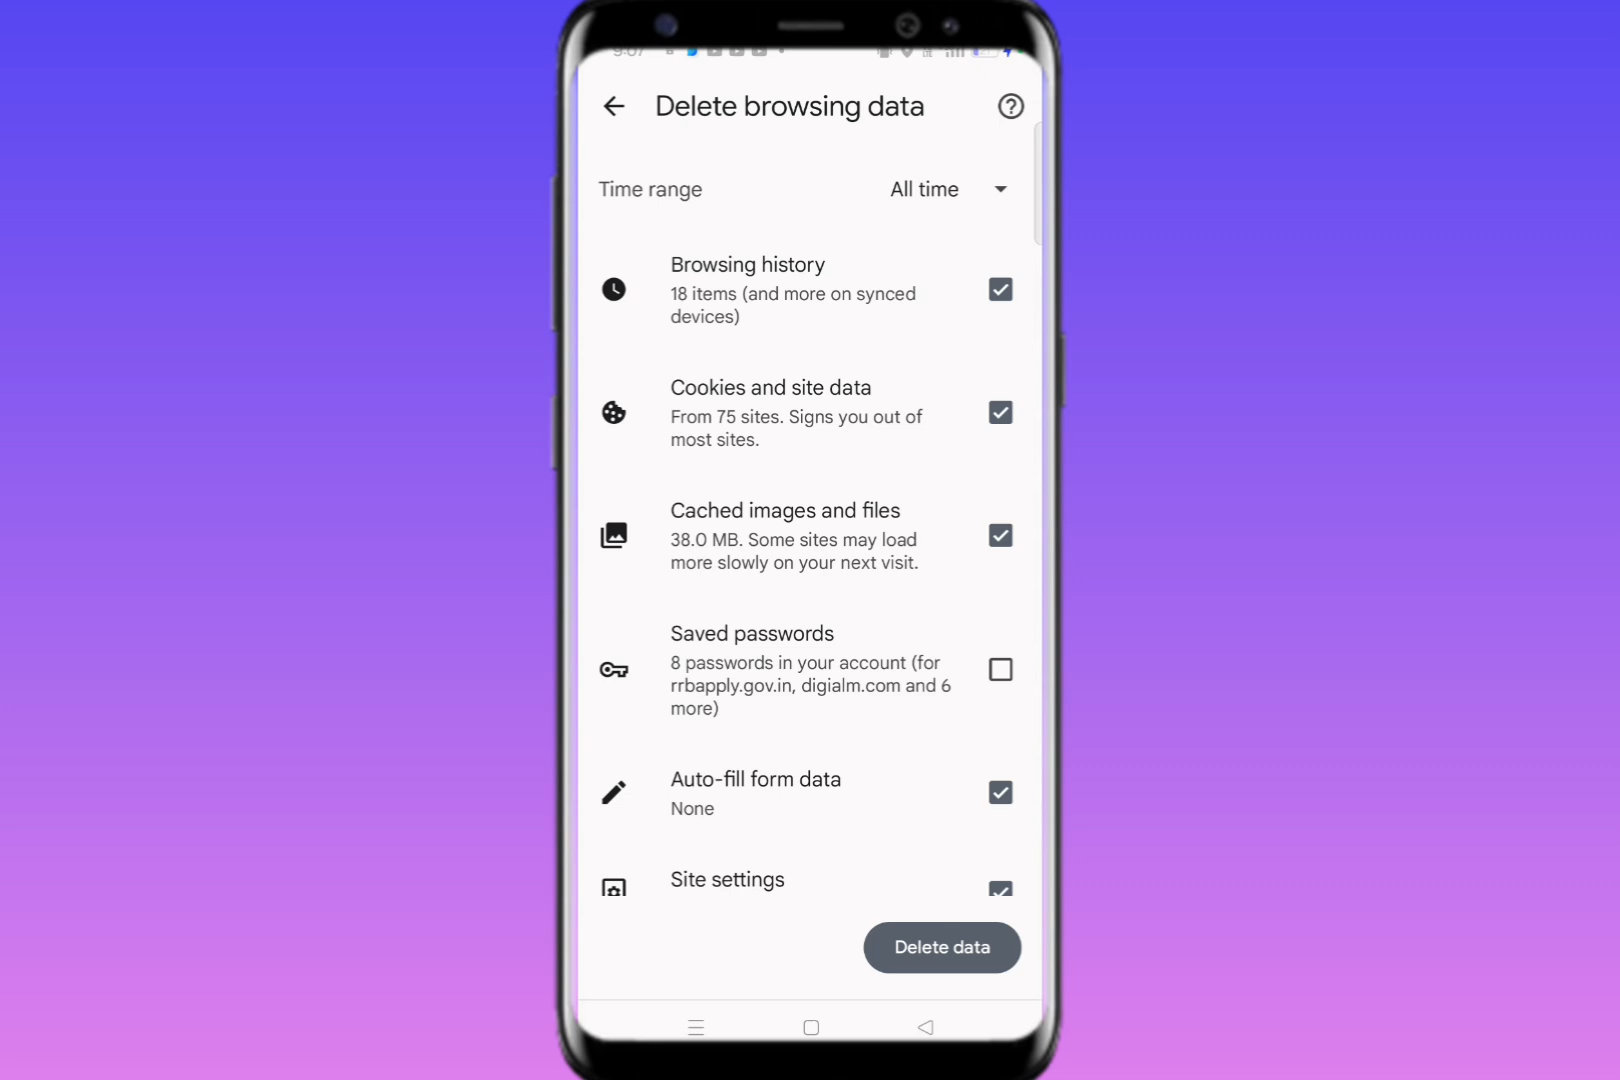 9:07
Delete browsing data
Time range
All time
Browsing history
18 items (and more on synced
devices)
Cookies and site data
From 75 sites. Signs you out of
most sites.
Cached images and files
38.0 MB. Some sites may load
more slowly on your next visit.
Saved passwords
8 passwords in your account (for
rrbapply.gov.in, digialm.com and 6
more)
Auto-fill form data
None
Site settings
Delete data